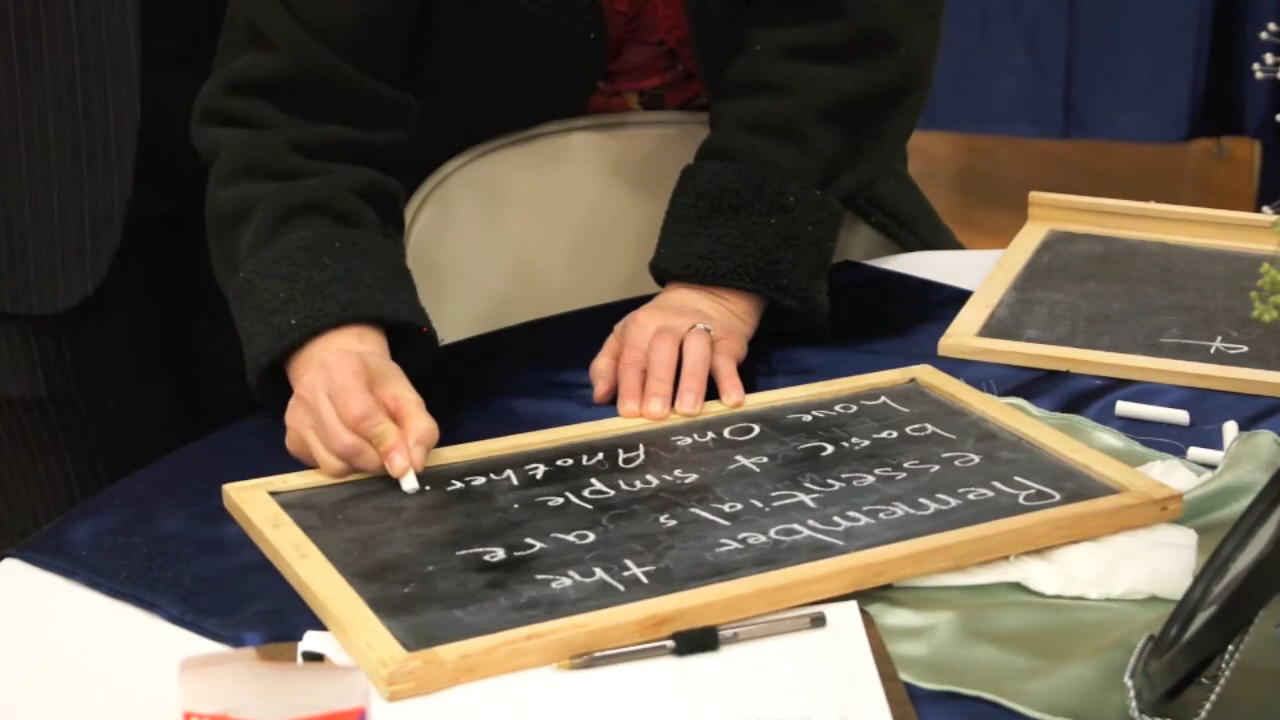 Remember the
essentials are
basic & simple.
Love One Another.